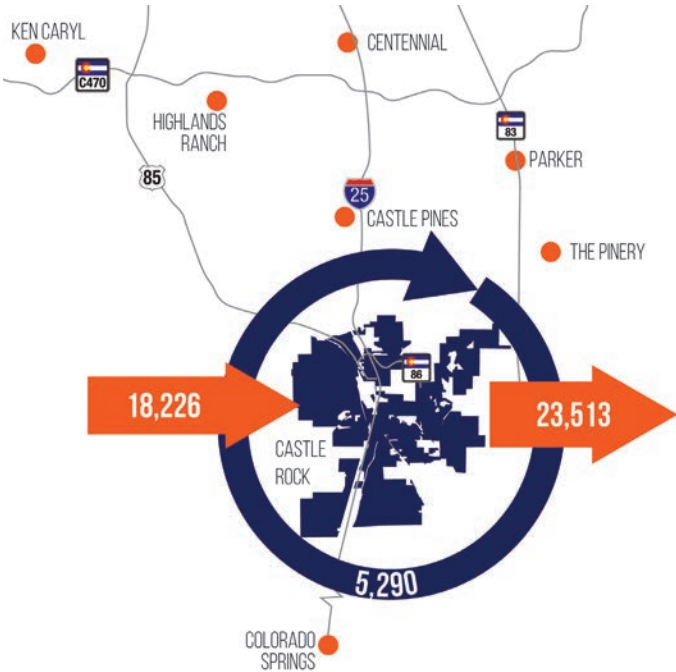 KEN CARYL
C470
CENTENNIAL
HIGHLANDS
RANCH
83
PARKER
85
25
CASTLE PINES
THE PINERY
86
18,226
23,513
CASTLE
ROCK
5,290
COLORADO
SPRINGS